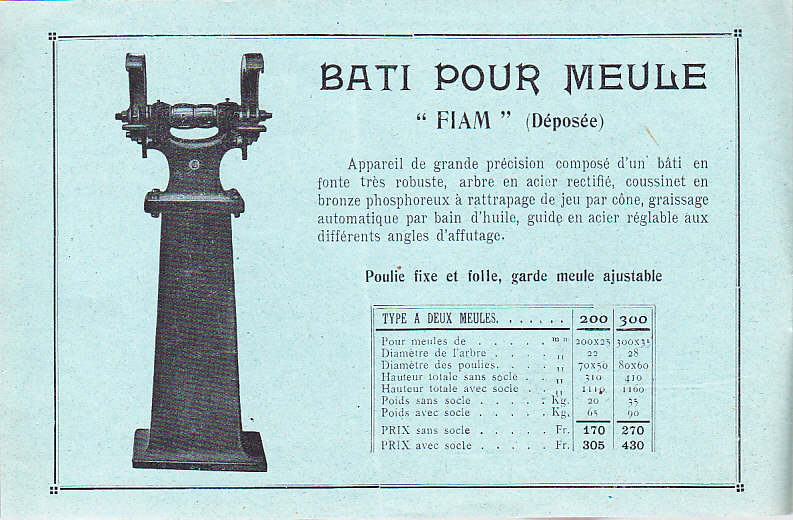 BATI POUR MEULE
“ FIAM ” (Déposée)
Appareil de grande précision composé d'un bâti en
fonte très robuste, arbre en acier rectifié, coussinet en
bronze phosphoreux à rattrapage de jeu par cône, graissage
automatique par bain d'huile, guide en acier réglable aux
différents angles d'affutage.
Poulie fixe et folle, garde meule ajustable
TYPE A DEUX MEULES. . . . . . . 200 300
Pour meules de . . . . . m m 200X25
Diamètre de l'arbre . . . . " 22 28
Diamètre des poulies. . . . " 70X50 80X60
Hauteur totale sans socle . . " 310 410
Hauteur totale avec socle . . " 1110 1160
Poids sans socle . . . . . Kg. 20 35
Poids avec socle . . . . . Kg. 65 90
PRIX sans socle . . . . . Fr. 170 270
PRIX avec socle . . . . . Fr. 305 430